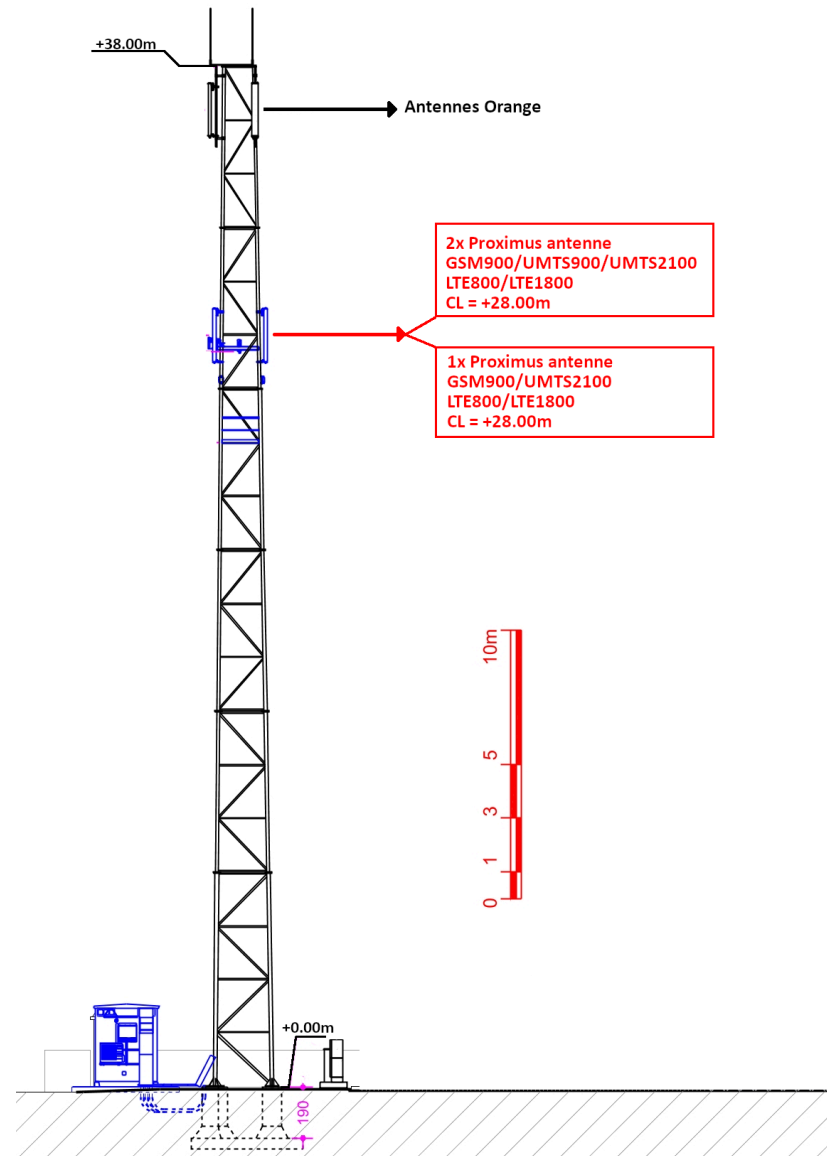 +38.00m
Antennes Orange
2x Proximus antenne
GSM900/UMTS900/UMTS2100
LTE800/LTE1800
CL = +28.00m
1x Proximus antenne
GSM900/UMTS2100
LTE800/LTE1800
CL = +28.00m
10m
5
3
1
0
+0.00m
190